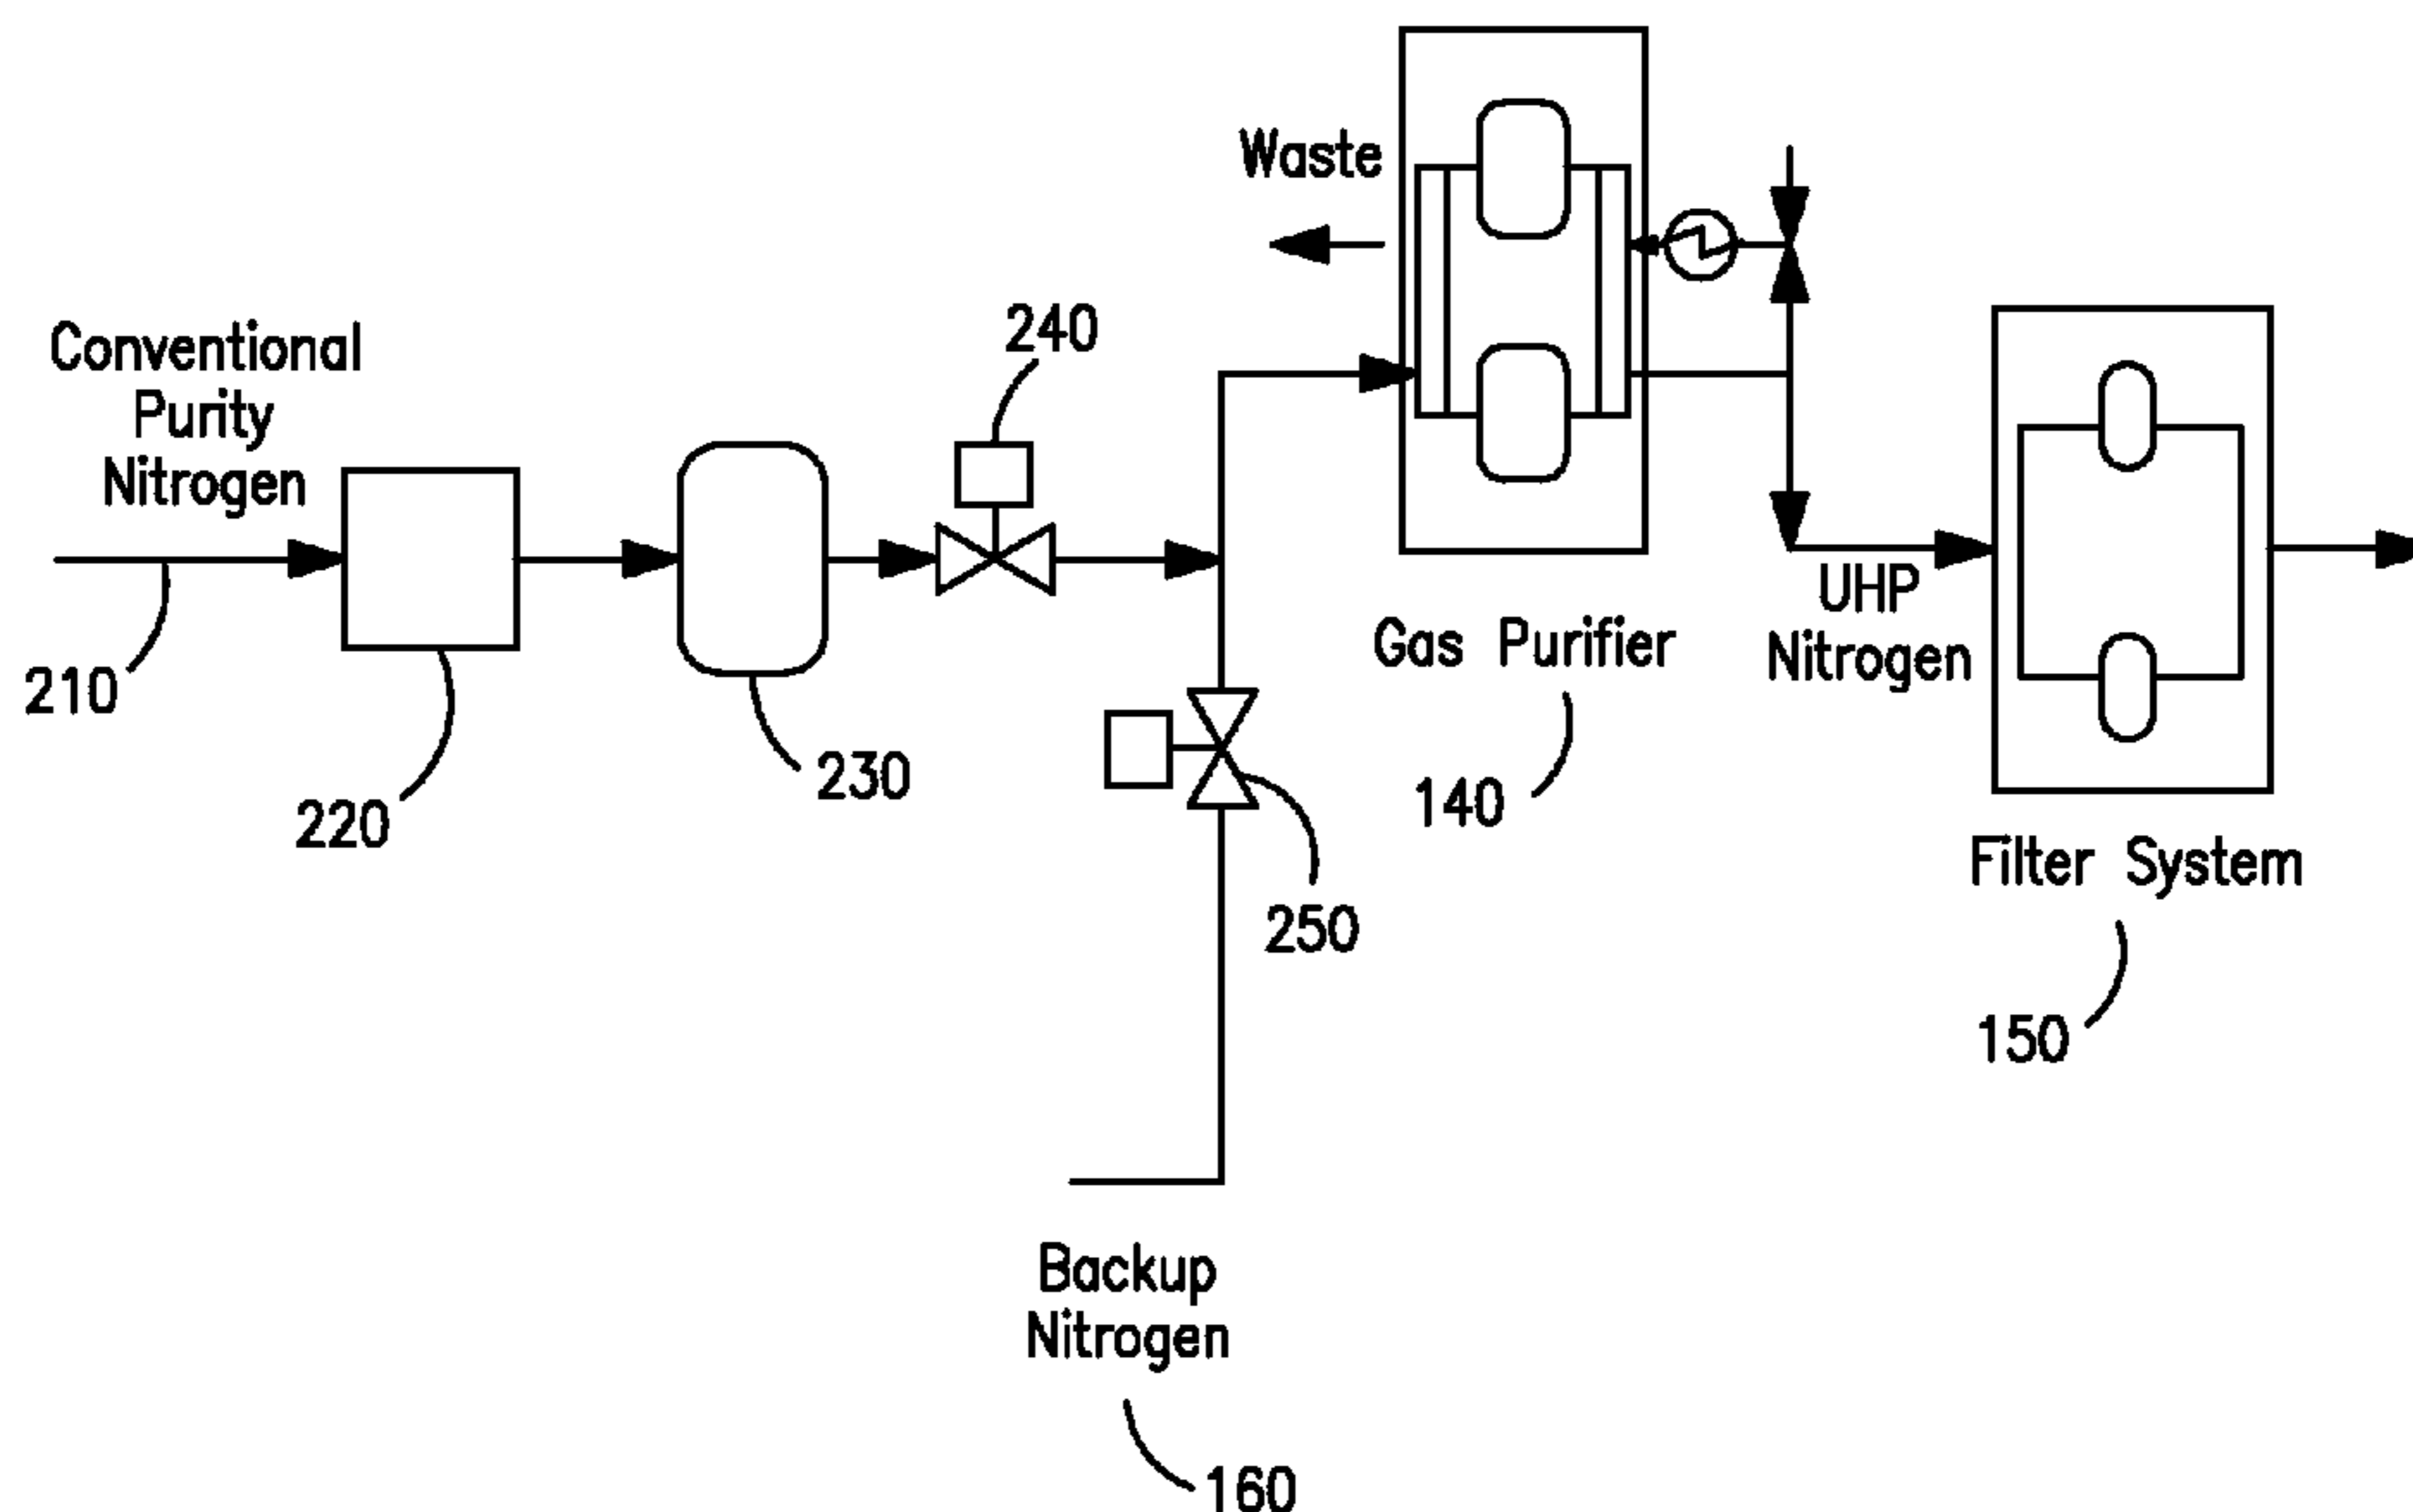 Waste
Conventional
Purity
Nitrogen
240
210
220
230
250
Gas Purifier
140
UHP
Nitrogen
Filter System
150
Backup
Nitrogen
160